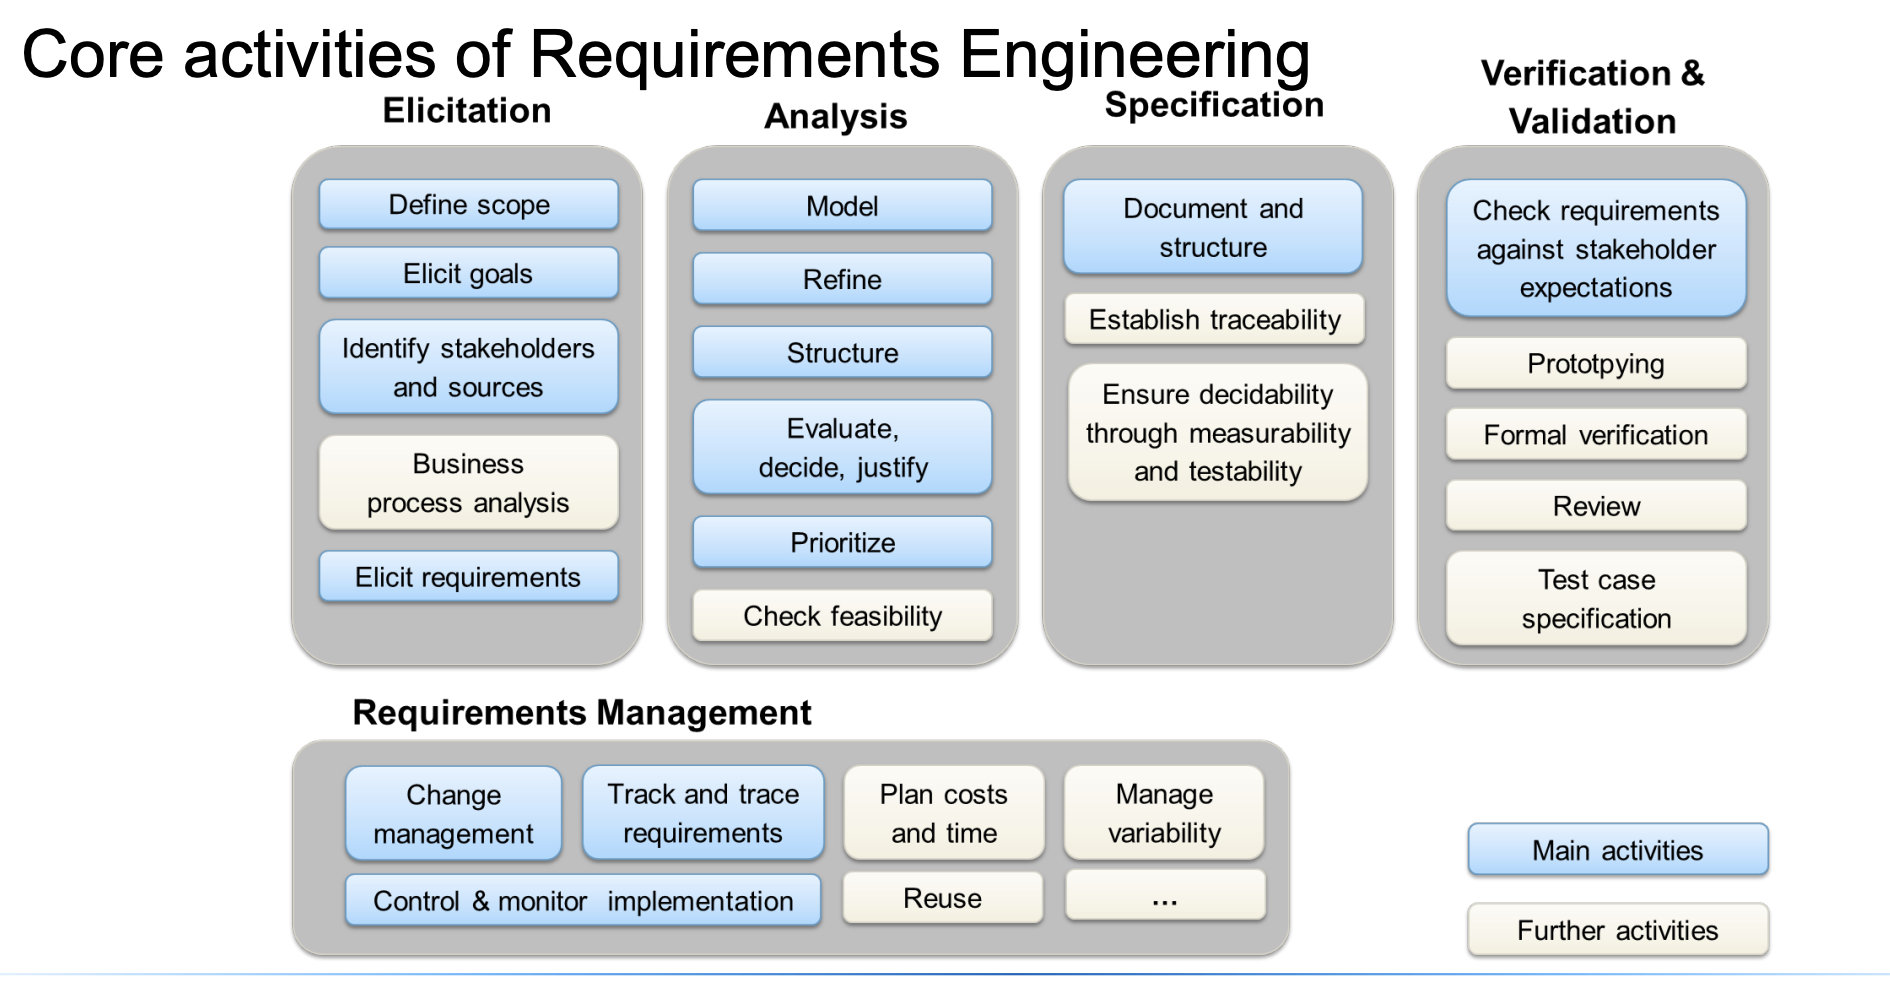 Core activities of Requirements Engineering
Elicitation
Define scope
Elicit goals
Identify stakeholders
and sources
Business
process analysis
Elicit requirements
Analysis
Model
Refine
Structure
Evaluate,
decide, justify
Prioritize
Check feasibility
Specification
Document and
structure
Establish traceability
Ensure decidability
through measurability
and testability
Verification &
Validation
Check requirements
against stakeholder
expectations
Prototpying
Formal verification
Review
Test case
specification
Requirements Management
Change
management
Track and trace
requirements
Plan costs
and time
Manage
variability
Control & monitor implementation
Reuse
...
Main activities
Further activities